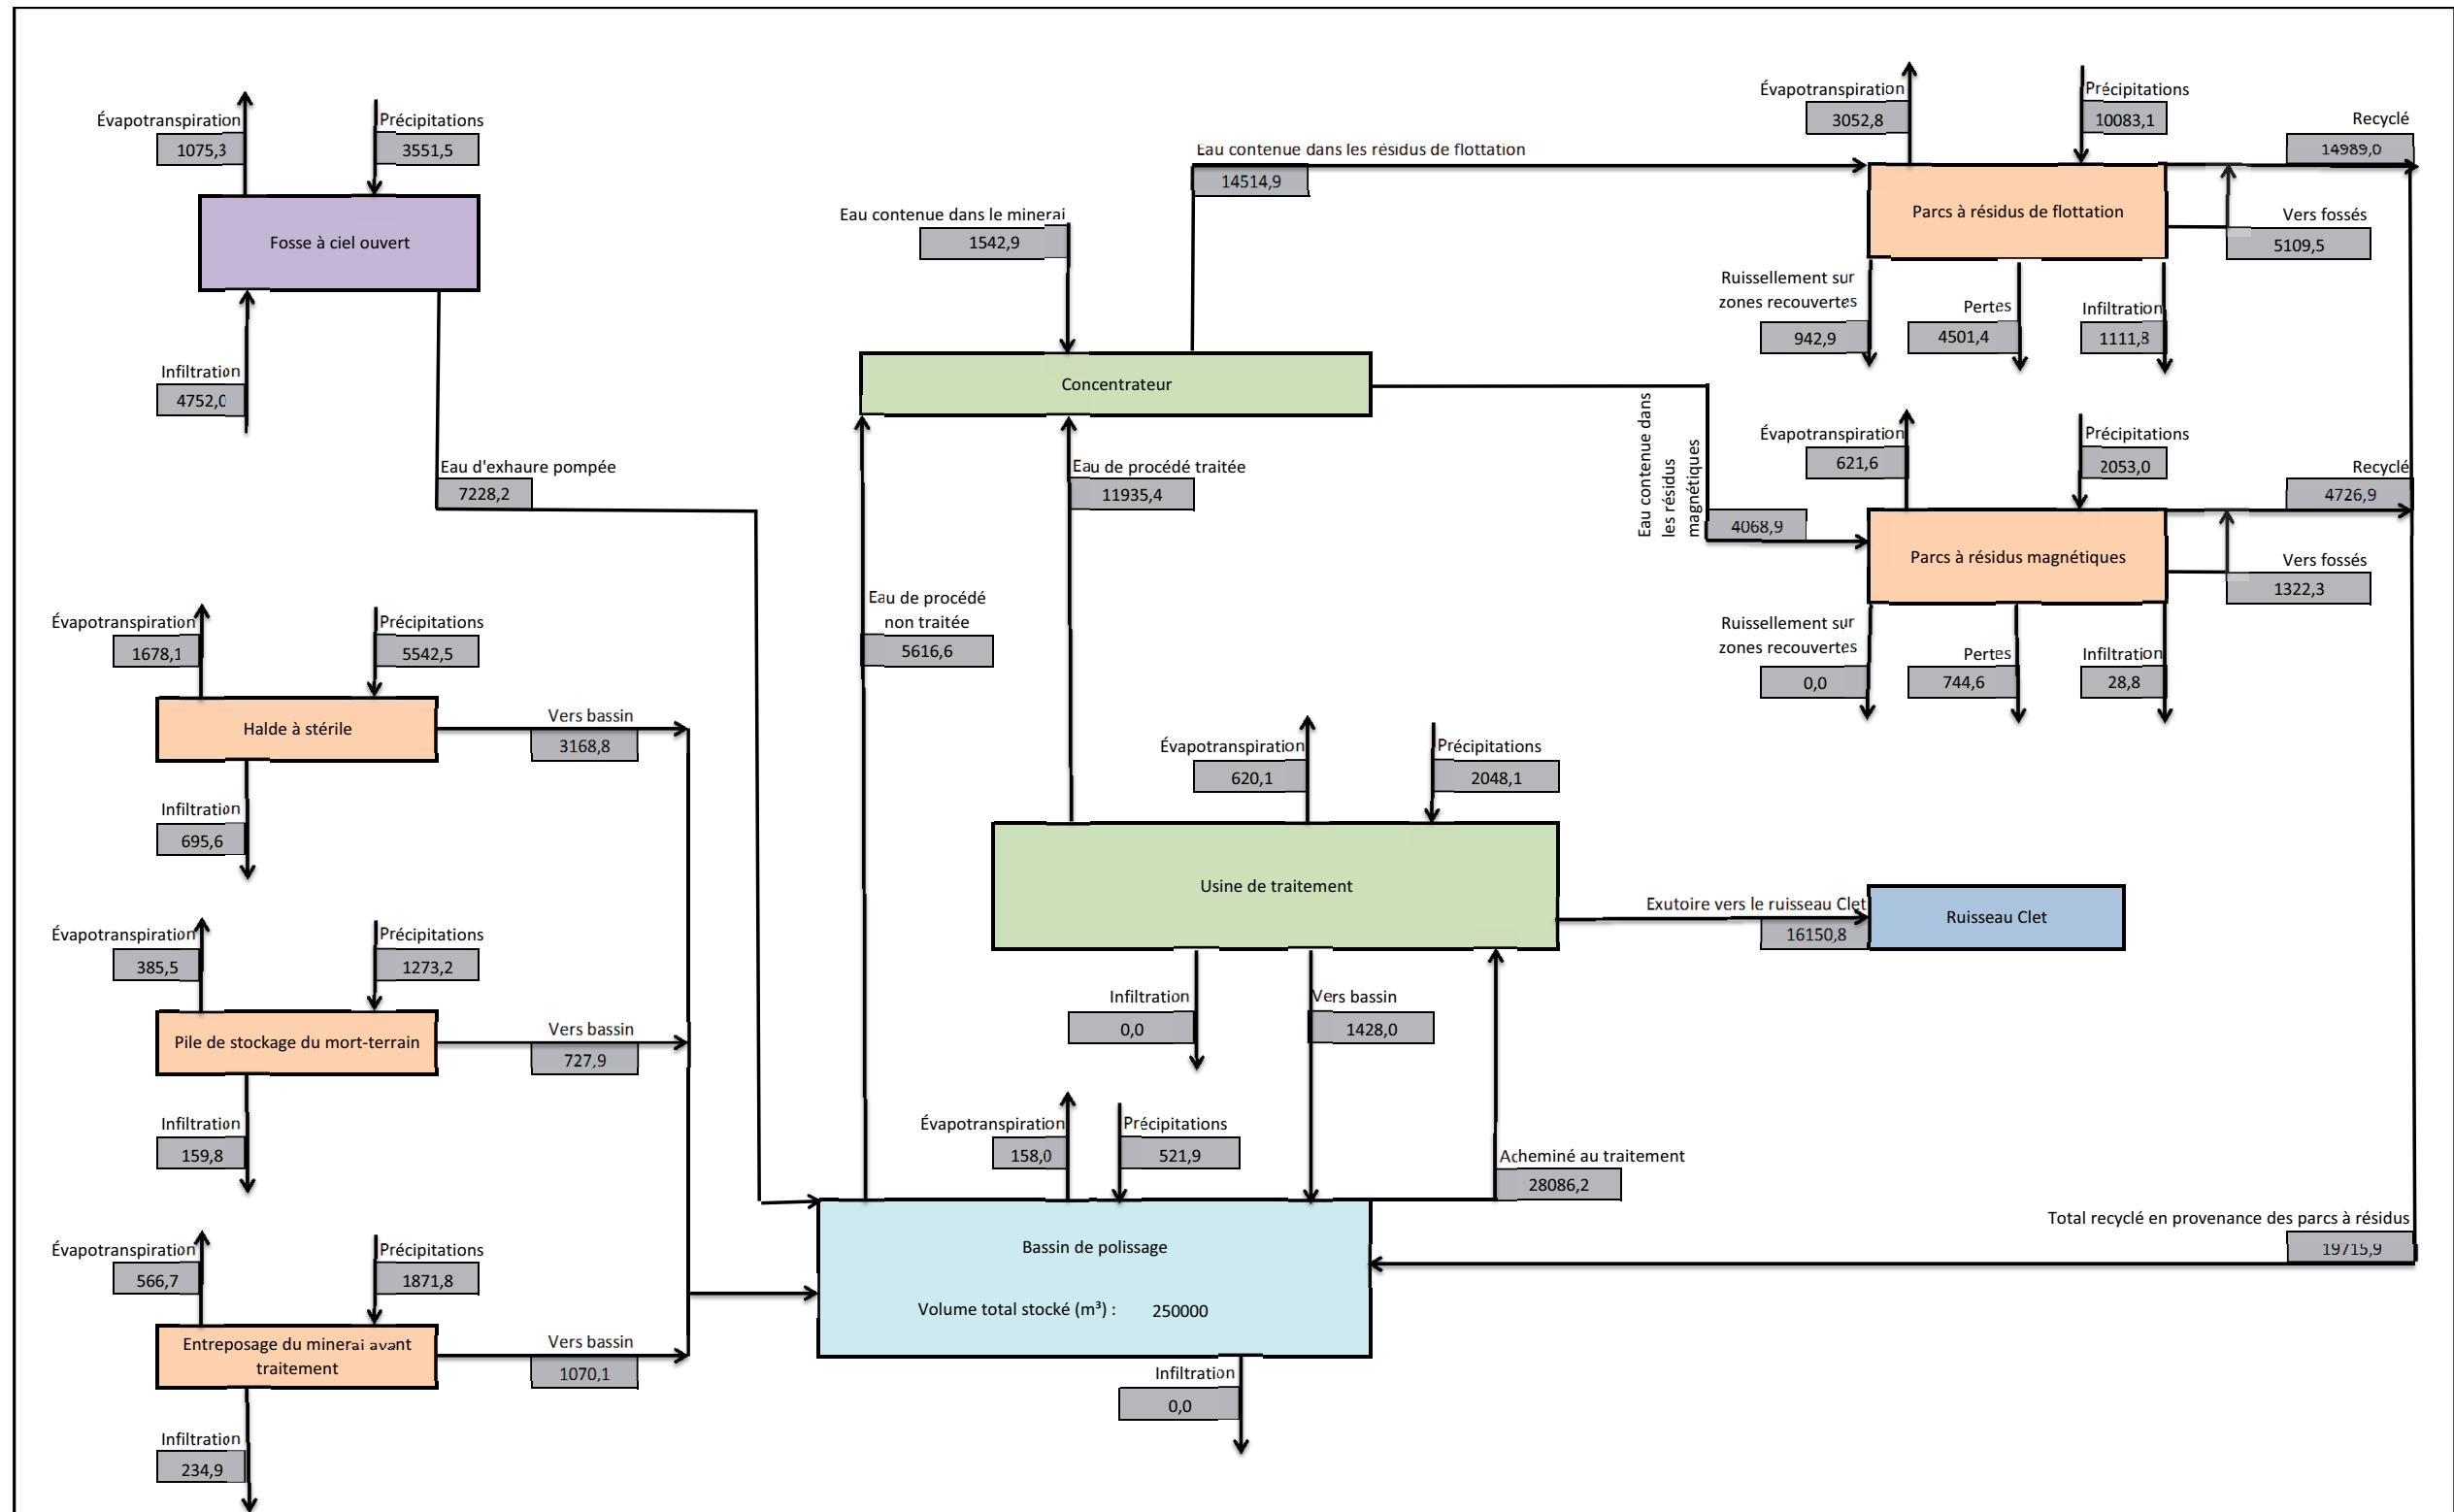 Évapotranspiration
1075,3
Précipitations
3551,5
Fosse à ciel ouvert
Infiltration
4752,0
Eau d'exhaure pompée
7228,2
Évapotranspiration
1678,1
Précipitations
5542,5
Halde à stérile
Vers bassin
3168,8
Infiltration
695,6
Évapotranspiration
385,5
Précipitations
1273,2
Pile de stockage du mort-terrain
Vers bassin
727,9
Infiltration
159,8
Évapotranspiration
566,7
Précipitations
1871,8
Entreposage du minerai avant
traitement
Vers bassin
1070,1
Infiltration
234,9
Eau contenue dans les résidus de flottation
14514,9
Eau contenue dans le minerai
1542,9
Concentrateur
Eau de procédé traitée
11935,4
Eau de procédé
non traitée
5616,6
Eau contenue dans
les résidus
magnétiques
4068,9
Évapotranspiration
620,1
Précipitations
2048,1
Usine de traitement
Exutoire vers le ruisseau Clet
16150,8
Ruisseau Clet
Infiltration
0,0
Vers bassin
1428,0
Évapotranspiration
158,0
Précipitations
521,9
Acheminé au traitement
28086,2
Bassin de polissage
Volume total stocké (m³) : 250000
Infiltration
0,0
Évapotranspiration
3052,8
Précipitations
10083,1
Recyclé
14989,0
Parcs à résidus de flottation
Vers fossés
5109,5
Ruissellement sur
zones recouvertes
942,9
Pertes
4501,4
Infiltration
1111,8
Évapotranspiration
621,6
Précipitations
2053,0
Recyclé
4726,9
Parcs à résidus magnétiques
Vers fossés
1322,3
Ruissellement sur
zones recouvertes
0,0
Pertes
744,6
Infiltration
28,8
Total recyclé en provenance des parcs à résidus
19715,9